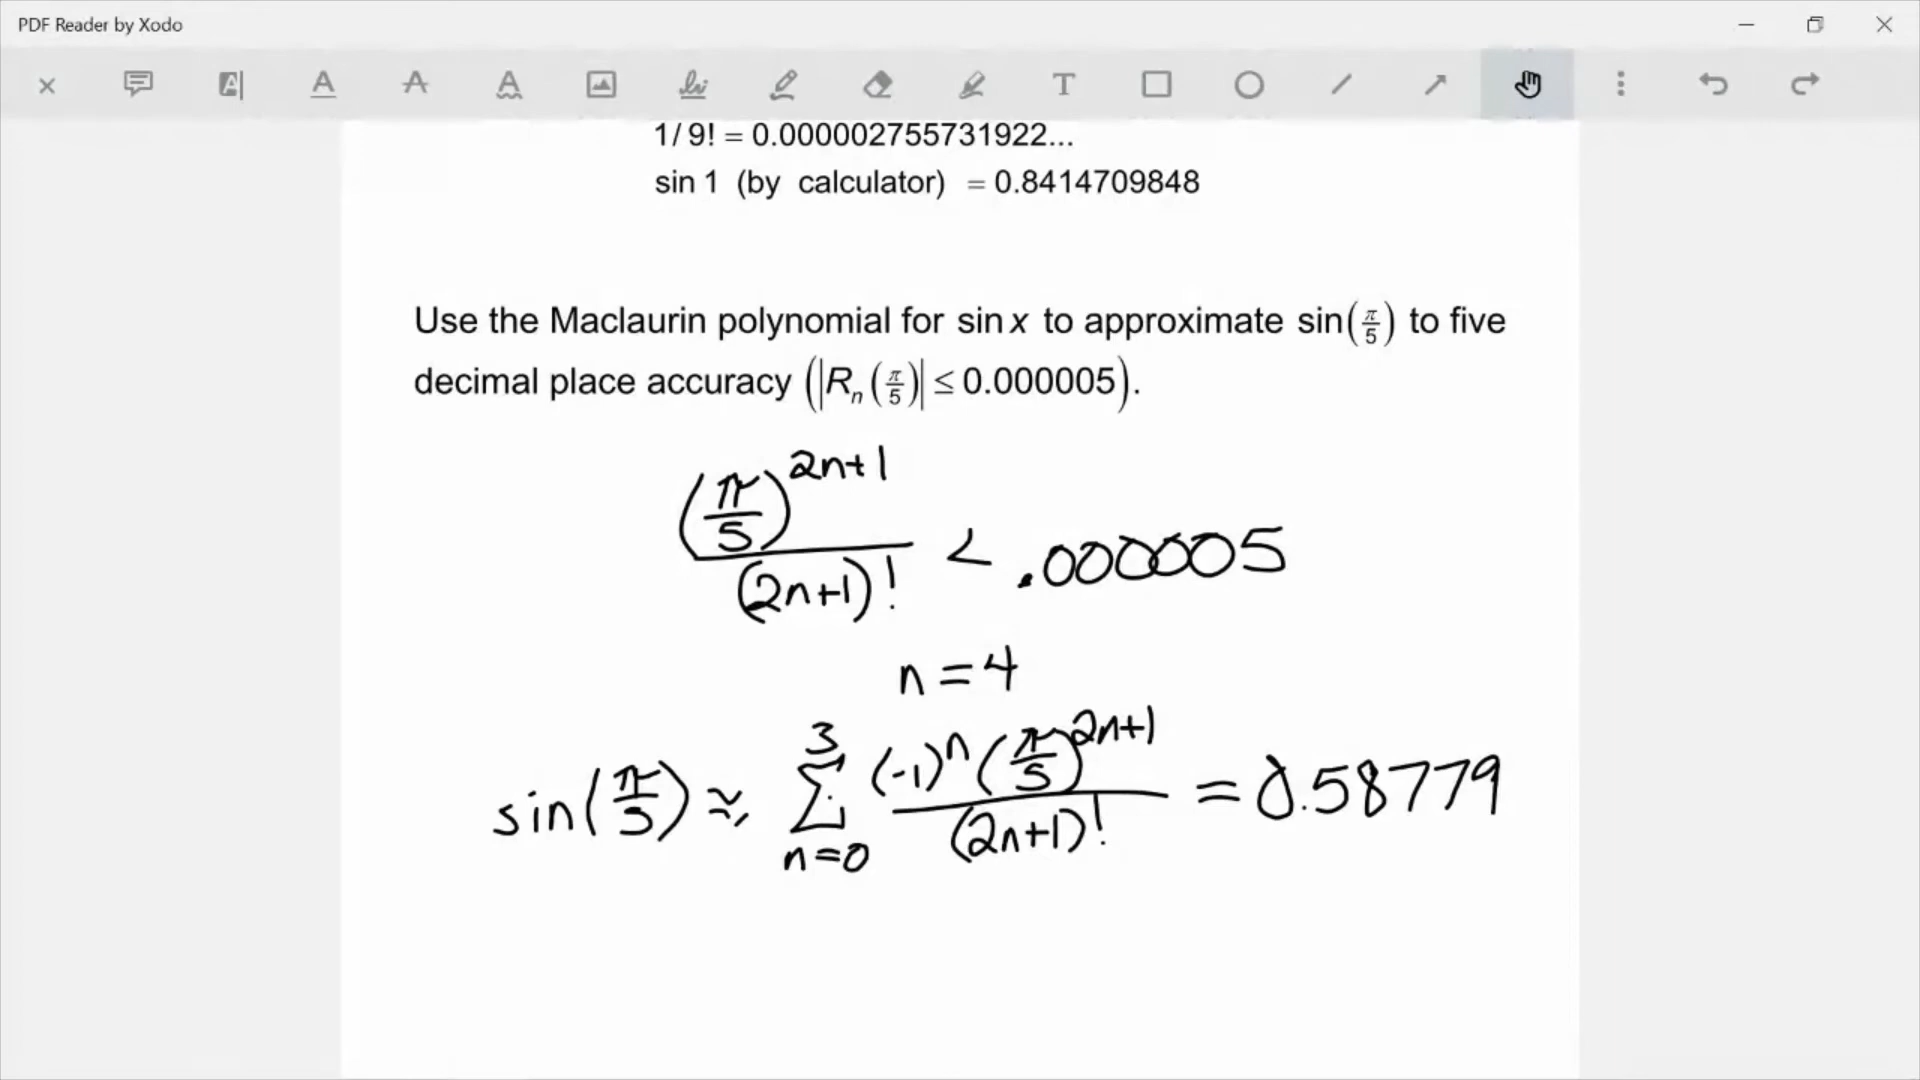 PDF Reader by Xodo
1/ 9! = 0.000002755731922...
sin 1 (by calculator) = 0.8414709848
Use the Maclaurin polynomial for sin x to approximate sin(π/5) to five
decimal place accuracy (|Rₙ(π/5)| ≤ 0.000005).
(π/5)^(2n+1) / (2n+1)! < .000005
n = 4
sin(π/5) ≈ 3 Σ n=0 (-1)^n (π/5)^(2n+1) / (2n+1)! = 0.58779